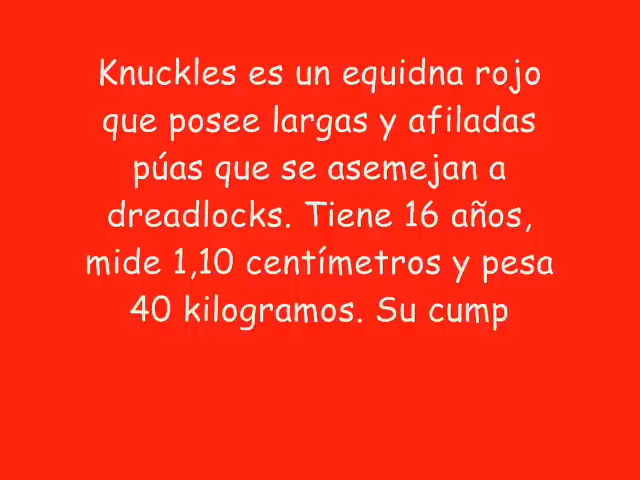 Knuckles es un equidna rojo
que posee largas y afiladas
púas que se asemejan a
dreadlocks. Tiene 16 años,
mide 1,10 centímetros y pesa
40 kilogramos. Su cump